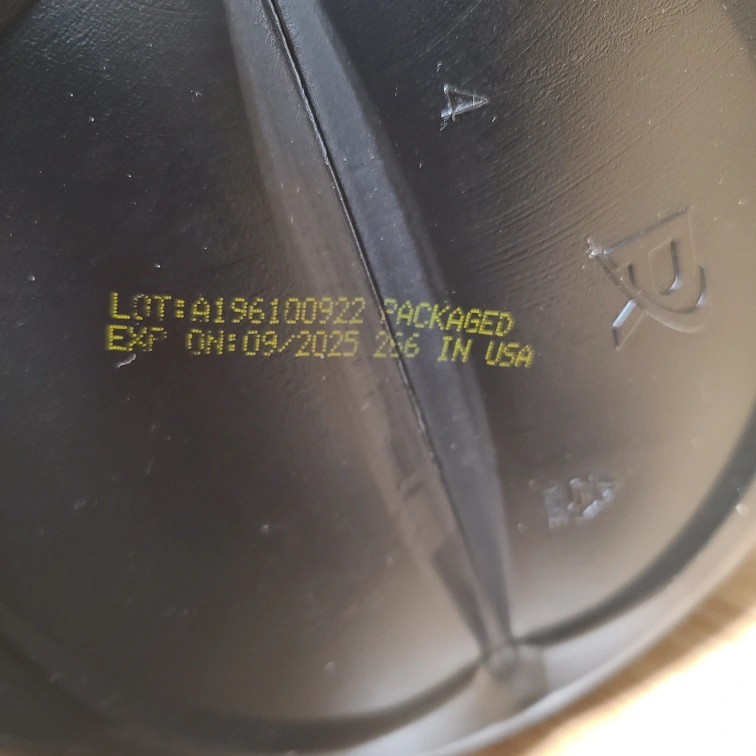 LOT:A196100922 PACKAGED
EXP ON:09/2025 IN USA
A